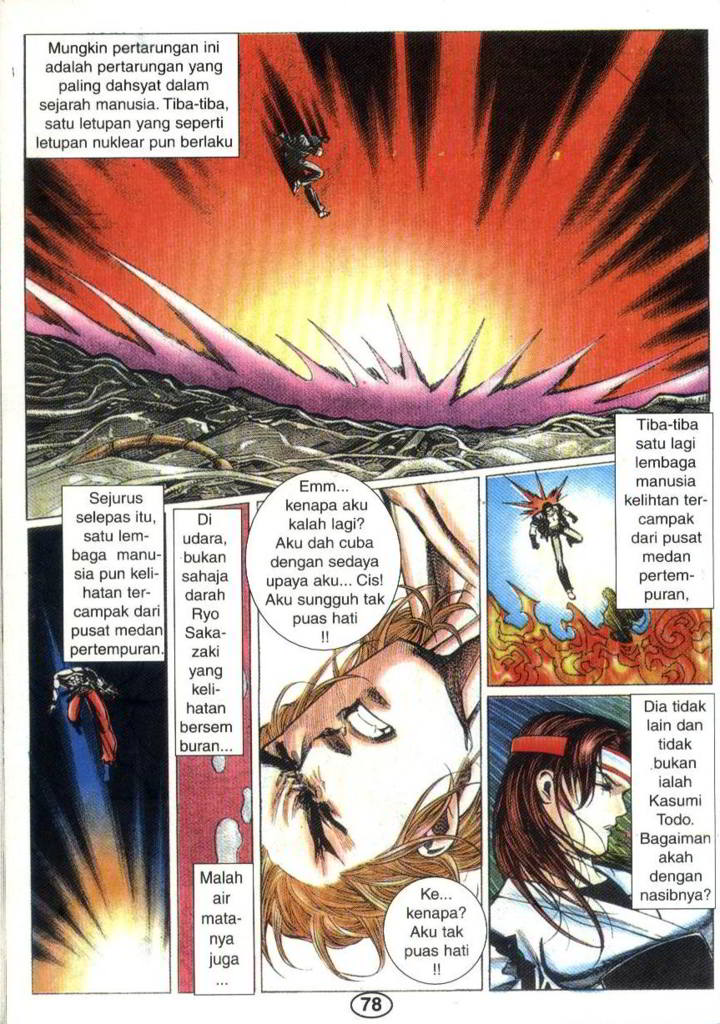 Mungkin pertarungan ini
adalah pertarungan yang
paling dahsyat dalam
sejarah manusia. Tiba-tiba,
satu letupan yang seperti
letupan nuklear pun berlaku
Sejurus
selepas itu,
satu lem-
baga manu-
sia pun keli-
hatan ter-
campak dari
pusat medan
pertempuran.
Di
udara,
bukan
sahaja
darah
Ryo
Saka-
zaki
yang
keli-
hatan
bersem
buran...
Malah
air
mata-
nya
juga
...
Emm...
kenapa aku
kalah lagi?
Aku dah cuba
dengan sedaya
upaya aku... Cis!
Aku sungguh tak
puas hati
!!
Ke...
kenapa?
Aku tak
puas hati
!!
Tiba-tiba
satu lagi
lembaga
manusia
kelihtan ter-
campak
dari pusat
medan
pertem-
puran,
Dia tidak
lain dan
tidak
bukan
ialah
Kasumi
Todo.
Bagaiman
akah
dengan
nasibnya?
78